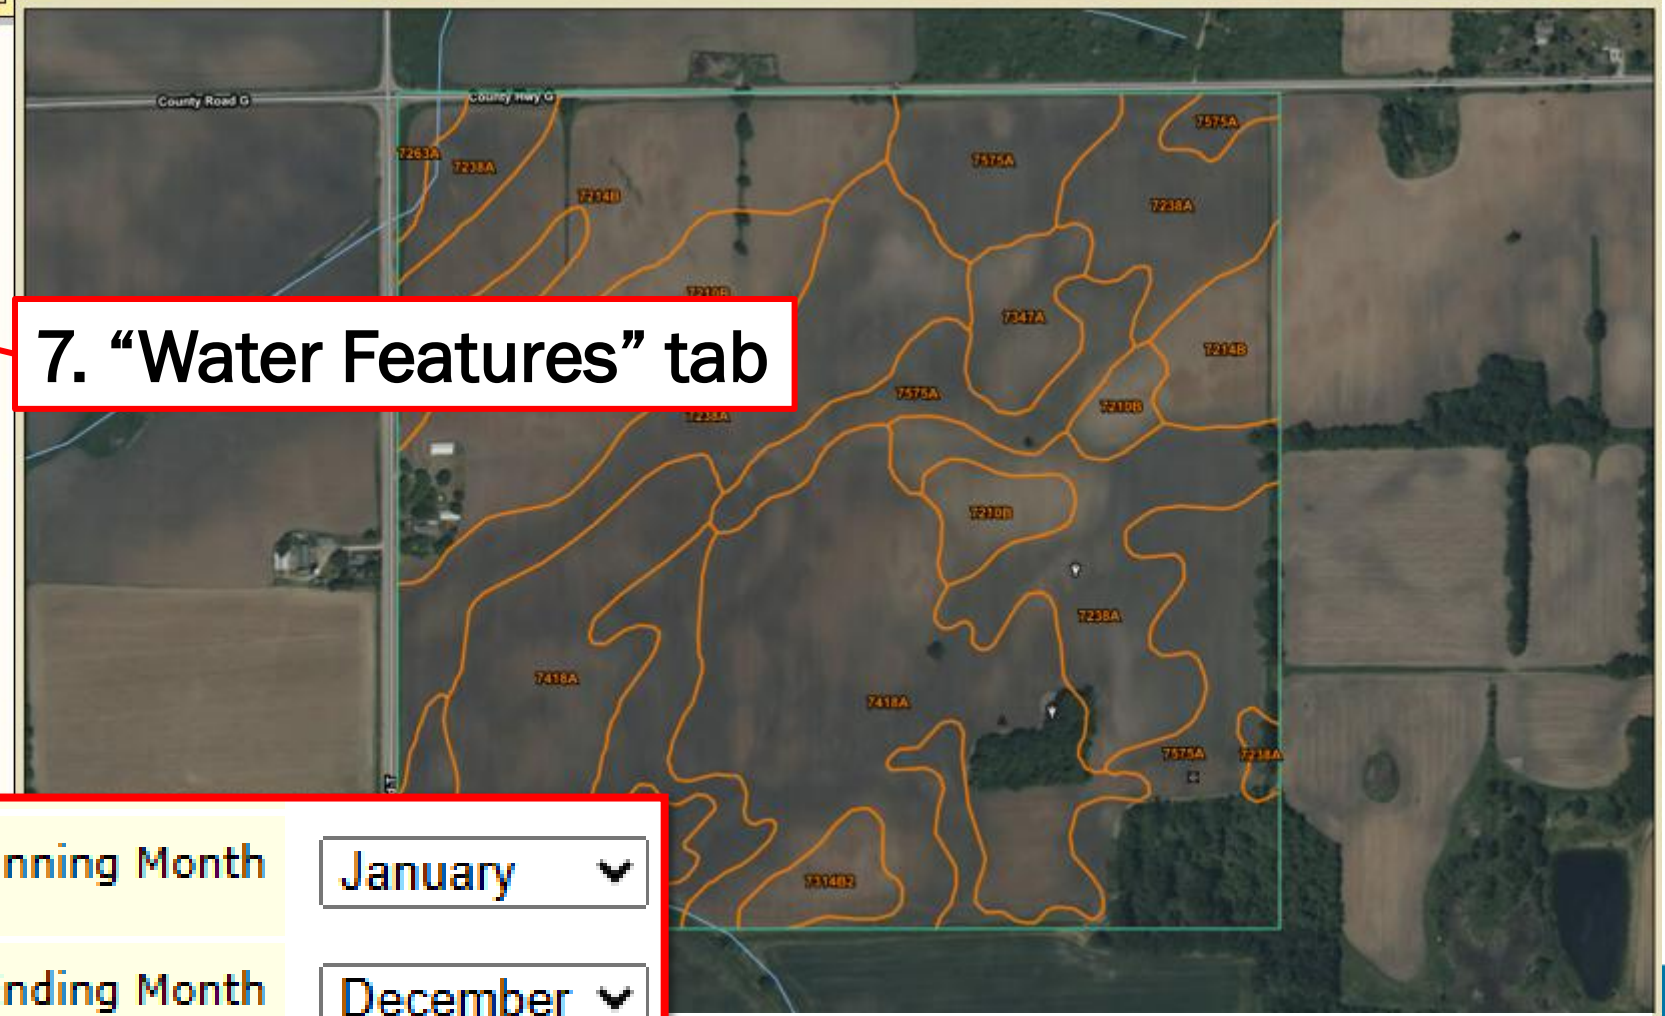 County Road G
County Hwy G
7575A
7263A
7238A
7575A
7214B
7238A
7210B
7347A
7214B
7575A
7210B
7238A
7. “Water Features” tab
7210B
7238A
7418A
7418A
7575A
7238A
7314B2
nning Month
January
nding Month
December